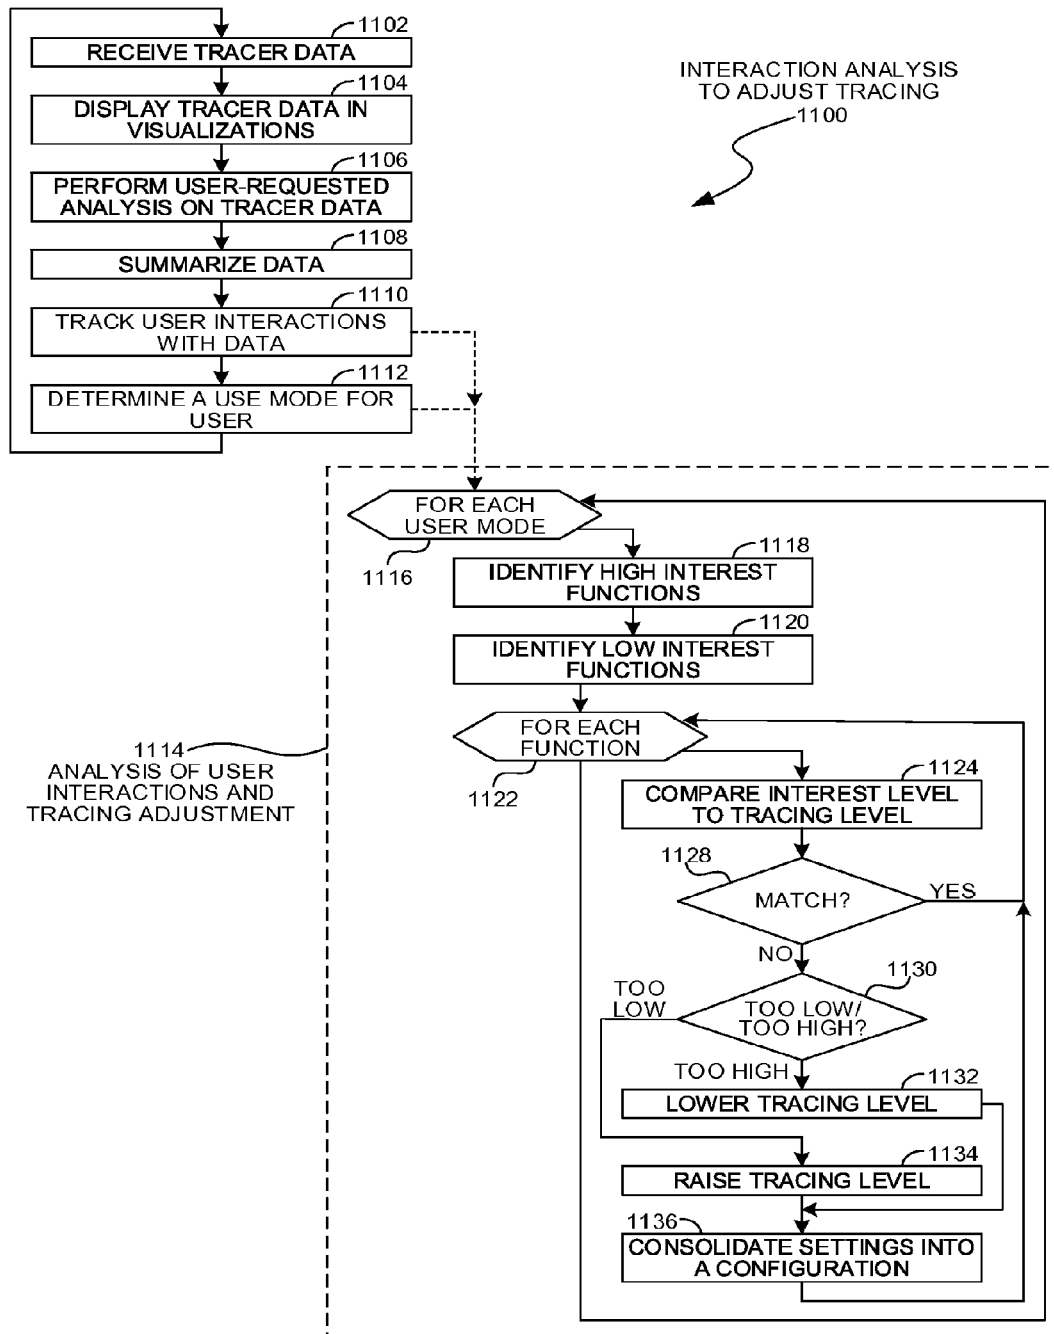 1102
RECEIVE TRACER DATA
1104
DISPLAY TRACER DATA IN
VISUALIZATIONS
1106
PERFORM USER-REQUESTED
ANALYSIS ON TRACER DATA
1108
SUMMARIZE DATA
1110
TRACK USER INTERACTIONS
WITH DATA
1112
DETERMINE A USE MODE FOR
USER
INTERACTION ANALYSIS
TO ADJUST TRACING
1100
FOR EACH
USER MODE
1116
1118
IDENTIFY HIGH INTEREST
FUNCTIONS
1120
IDENTIFY LOW INTEREST
FUNCTIONS
FOR EACH
FUNCTION
1122
1114
ANALYSIS OF USER
INTERACTIONS AND
TRACING ADJUSTMENT
1124
COMPARE INTEREST LEVEL
TO TRACING LEVEL
1128
MATCH?
YES
NO
1130
TOO
LOW
TOO LOW/
TOO HIGH?
TOO HIGH
1132
LOWER TRACING LEVEL
1134
RAISE TRACING LEVEL
1136
CONSOLIDATE SETTINGS INTO
A CONFIGURATION